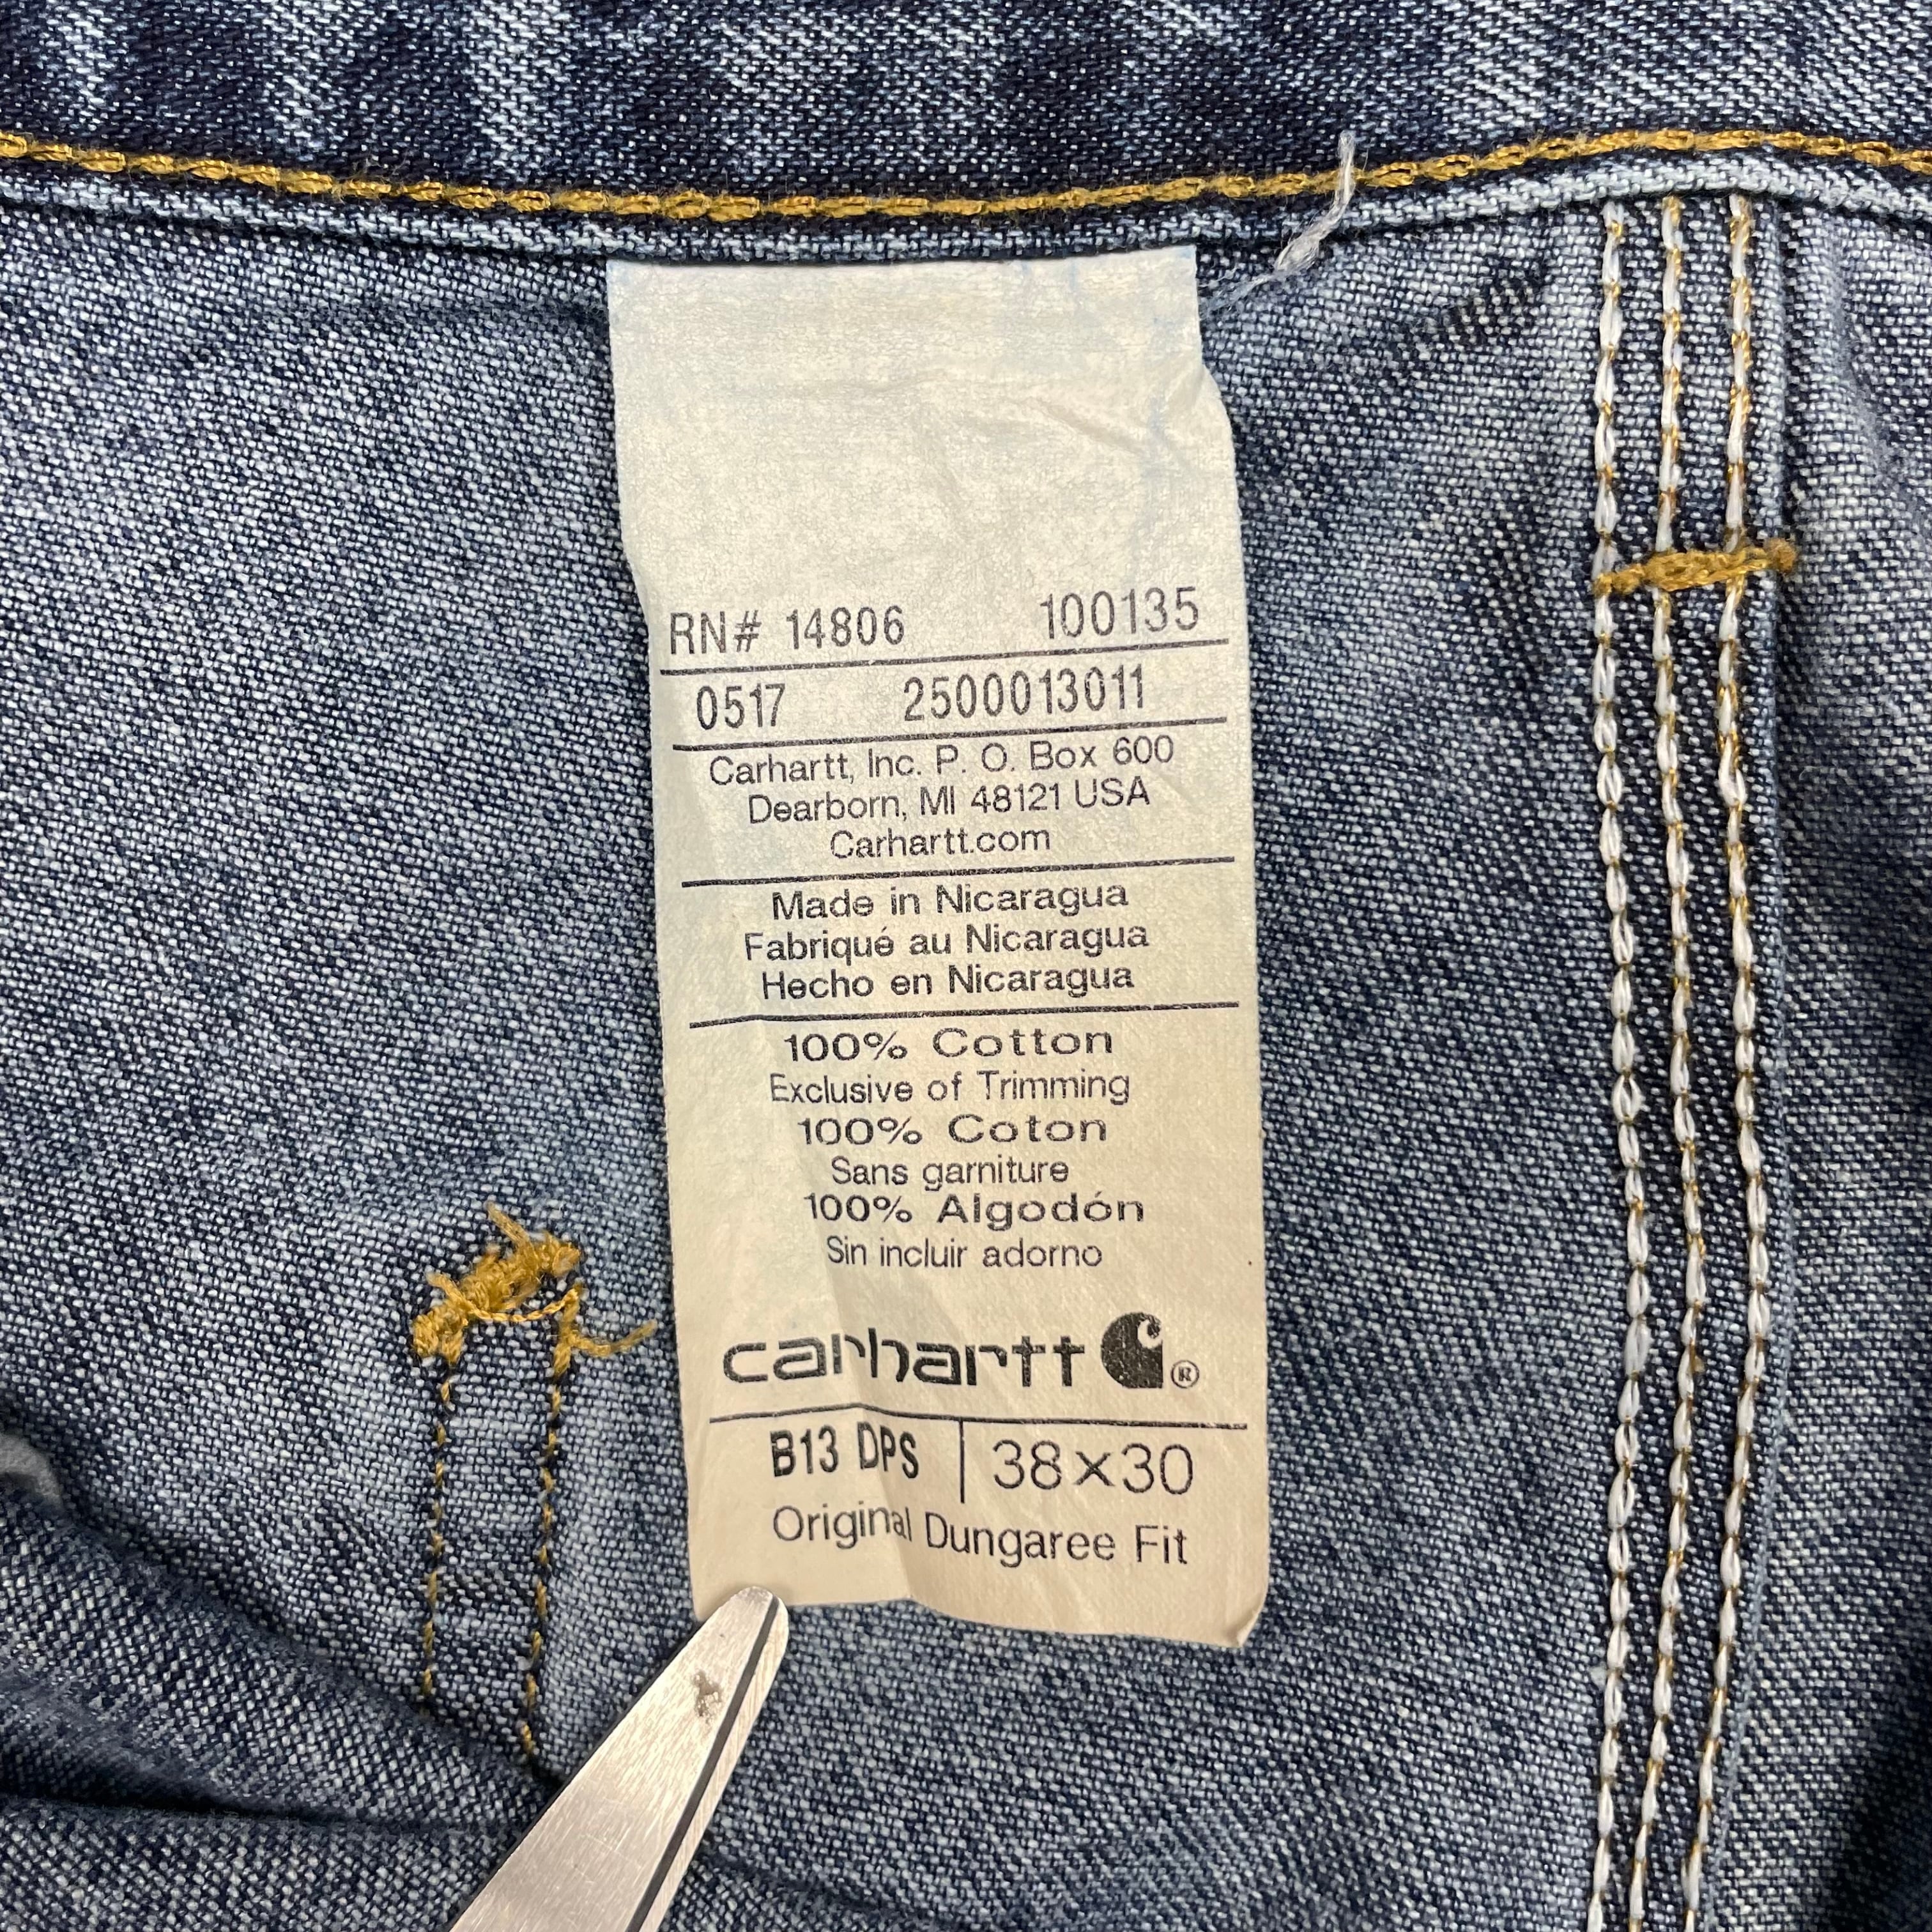 RN# 14806 100135
0517 2500013011
Carhartt, Inc. P. O. Box 600
Dearborn, MI 48121 USA
Carhartt.com
Made in Nicaragua
Fabriqué au Nicaragua
Hecho en Nicaragua
100% Cotton
Exclusive of Trimming
100% Coton
Sans garniture
100% Algodón
Sin incluir adorno
carhartt ®
B13 DPS 38×30
Original Dungaree Fit